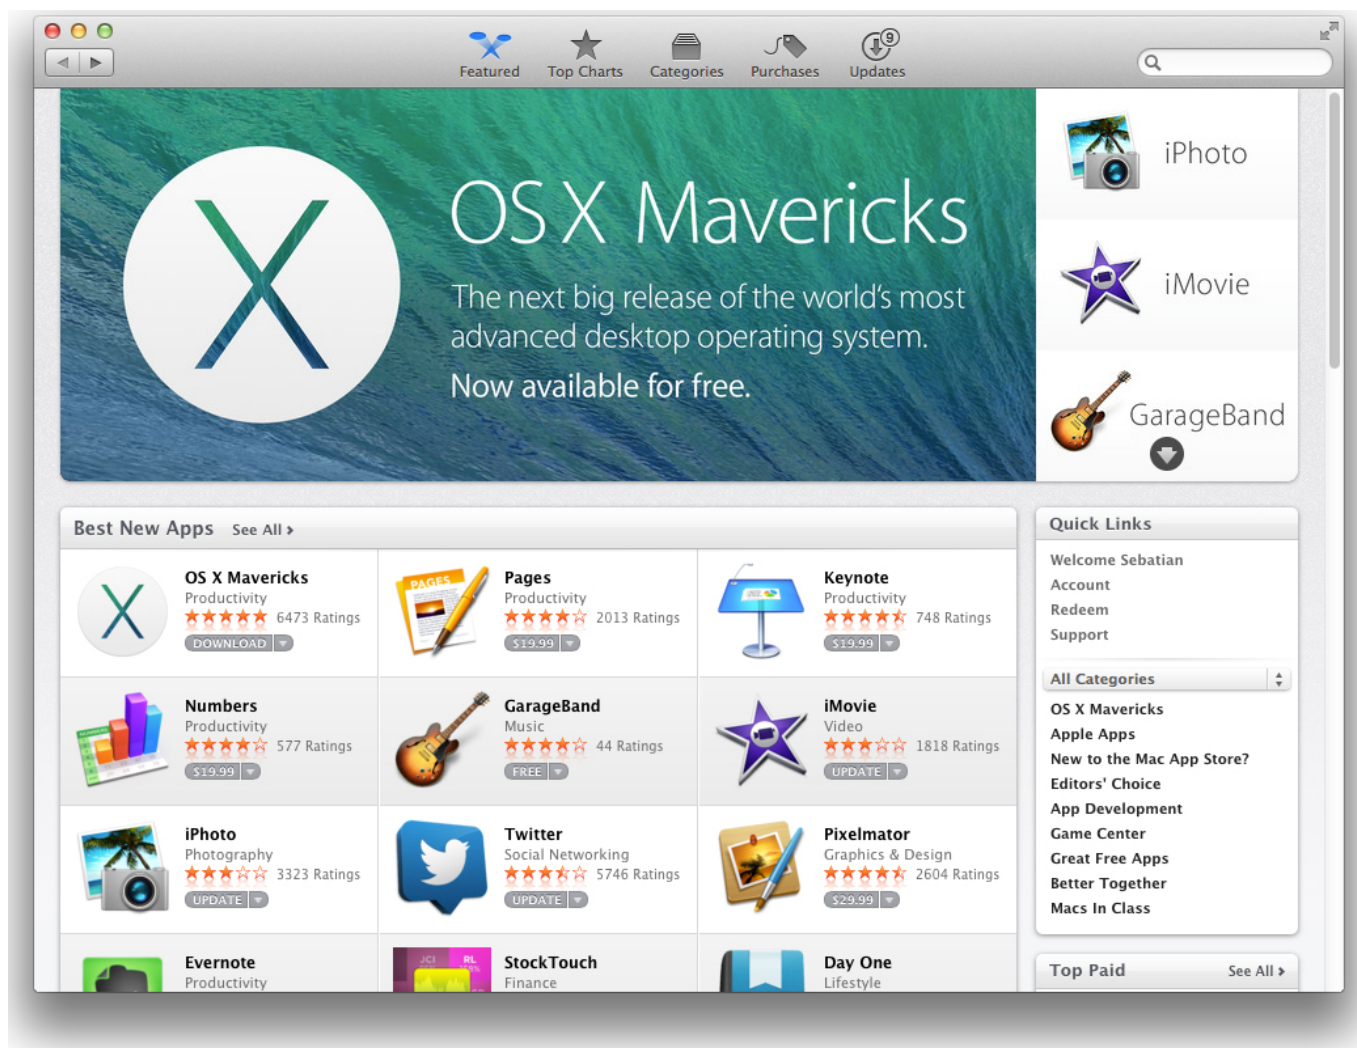 Featured
Top Charts
Categories
Purchases
Updates
9
OS X Mavericks
The next big release of the world's most
advanced desktop operating system.
Now available for free.
iPhoto
iMovie
GarageBand
Best New Apps See All >
OS X Mavericks
Productivity
6473 Ratings
DOWNLOAD
PAGES
Pages
Productivity
2013 Ratings
$19.99
Keynote
Productivity
748 Ratings
$19.99
NUMBERS
Numbers
Productivity
577 Ratings
$19.99
GarageBand
Music
44 Ratings
FREE
iMovie
Video
1818 Ratings
UPDATE
iPhoto
Photography
3323 Ratings
UPDATE
Twitter
Social Networking
5746 Ratings
UPDATE
Pixelmator
Graphics & Design
2604 Ratings
$29.99
Evernote
Productivity
JCI
RL
StockTouch
Finance
Day One
Lifestyle
Quick Links
Welcome Sebatian
Account
Redeem
Support
All Categories
OS X Mavericks
Apple Apps
New to the Mac App Store?
Editors' Choice
App Development
Game Center
Great Free Apps
Better Together
Macs In Class
Top Paid See All >